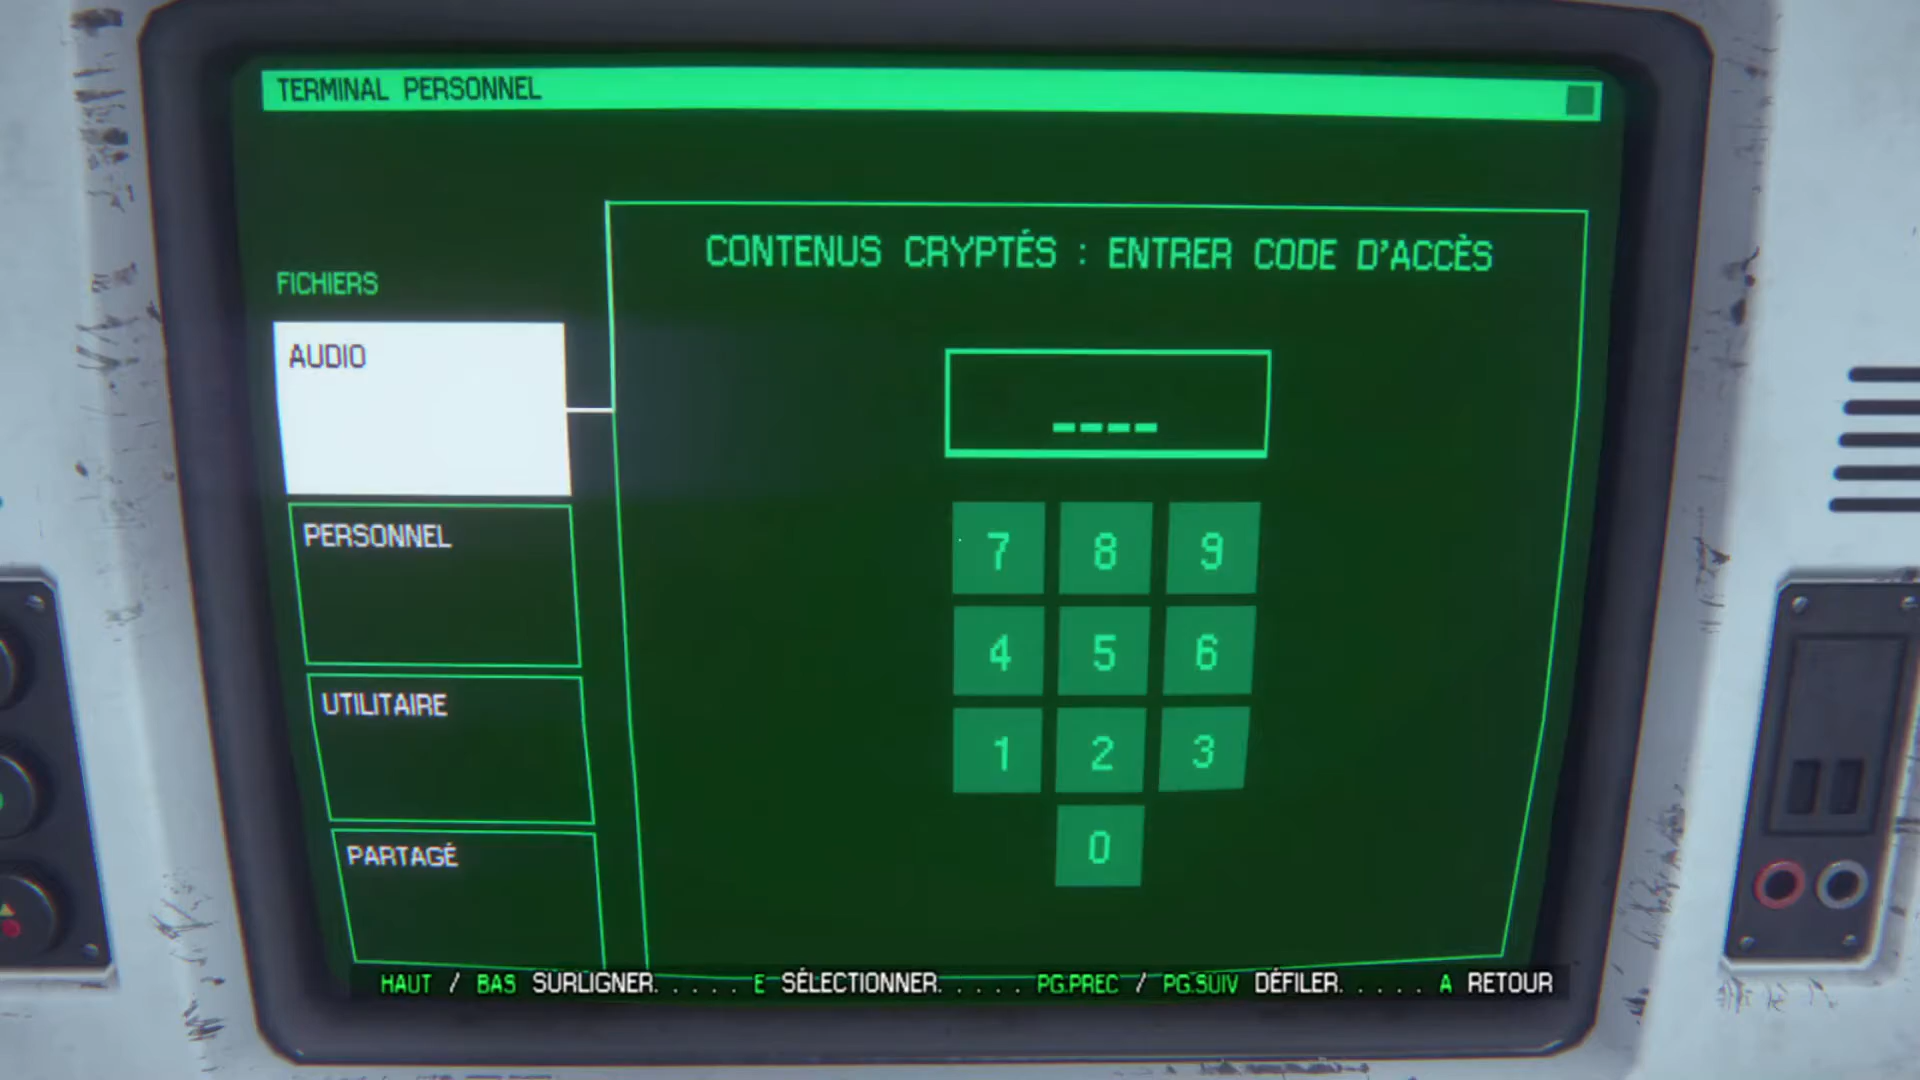 TERMINAL PERSONNEL
CONTENUS CRYPTÉS : ENTRER CODE D'ACCÈS
FICHIERS
AUDIO
PERSONNEL
UTILITAIRE
PARTAGÉ
_ _ _ _
7 8 9
4 5 6
1 2 3
0
HAUT / BAS SURLIGNER. . . . . E SÉLECTIONNER. . . . . PG.PREC / PG.SUIV DÉFILER. . . . . A RETOUR